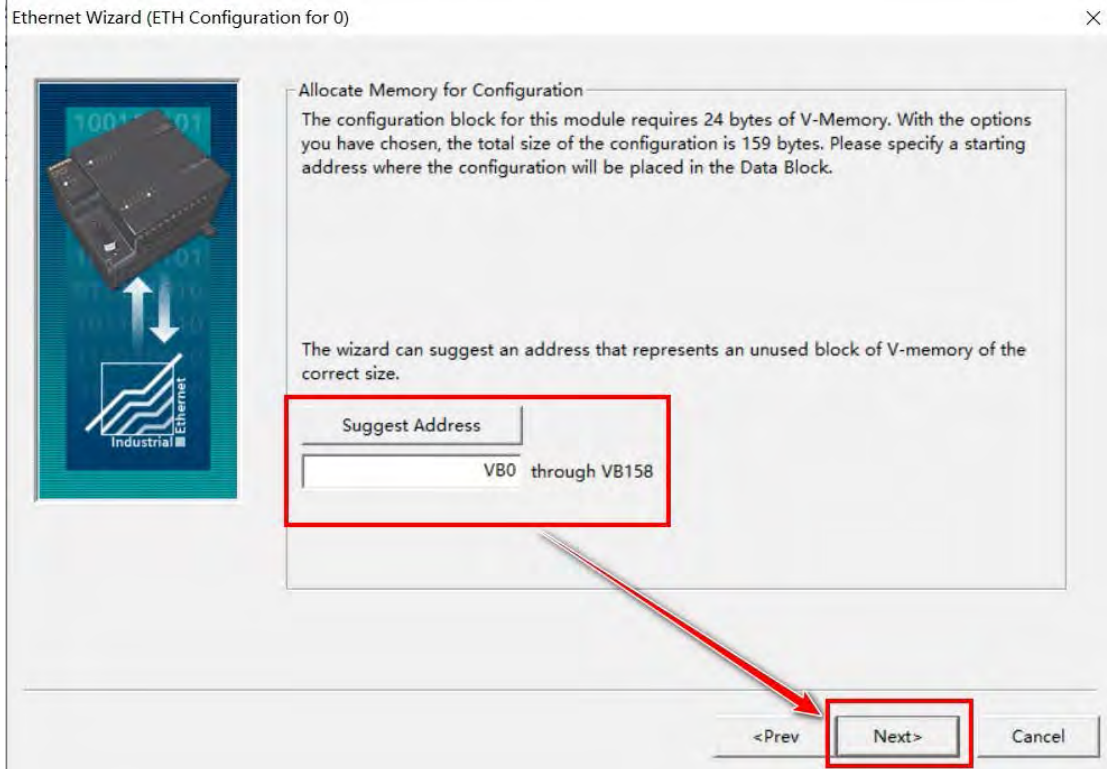 Ethernet Wizard (ETH Configuration for 0)
Allocate Memory for Configuration
The configuration block for this module requires 24 bytes of V-Memory. With the options
you have chosen, the total size of the configuration is 159 bytes. Please specify a starting
address where the configuration will be placed in the Data Block.
The wizard can suggest an address that represents an unused block of V-memory of the
correct size.
Suggest Address
VB0 through VB158
Industrial Ethernet
<Prev Next> Cancel